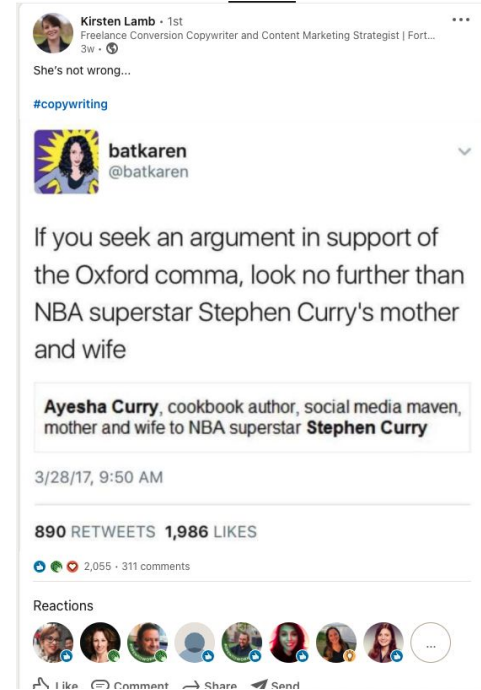 Kirsten Lamb • 1st
Freelance Conversion Copywriter and Content Marketing Strategist | Fort...
3w •
She's not wrong...
#copywriting
batkaren
@batkaren
If you seek an argument in support of
the Oxford comma, look no further than
NBA superstar Stephen Curry's mother
and wife
Ayesha Curry, cookbook author, social media maven,
mother and wife to NBA superstar Stephen Curry
3/28/17, 9:50 AM
890 RETWEETS 1,986 LIKES
2,055 · 311 comments
Reactions
...
Like Comment Share Send